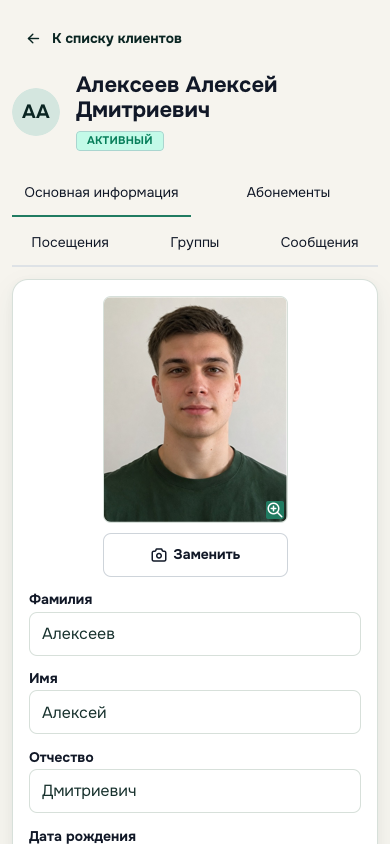 К списку клиентов
АА
Алексеев Алексей
Дмитриевич
АКТИВНЫЙ
Основная информация
Абонементы
Посещения
Группы
Сообщения
Заменить
Фамилия
Алексеев
Имя
Алексей
Отчество
Дмитриевич
Дата рождения